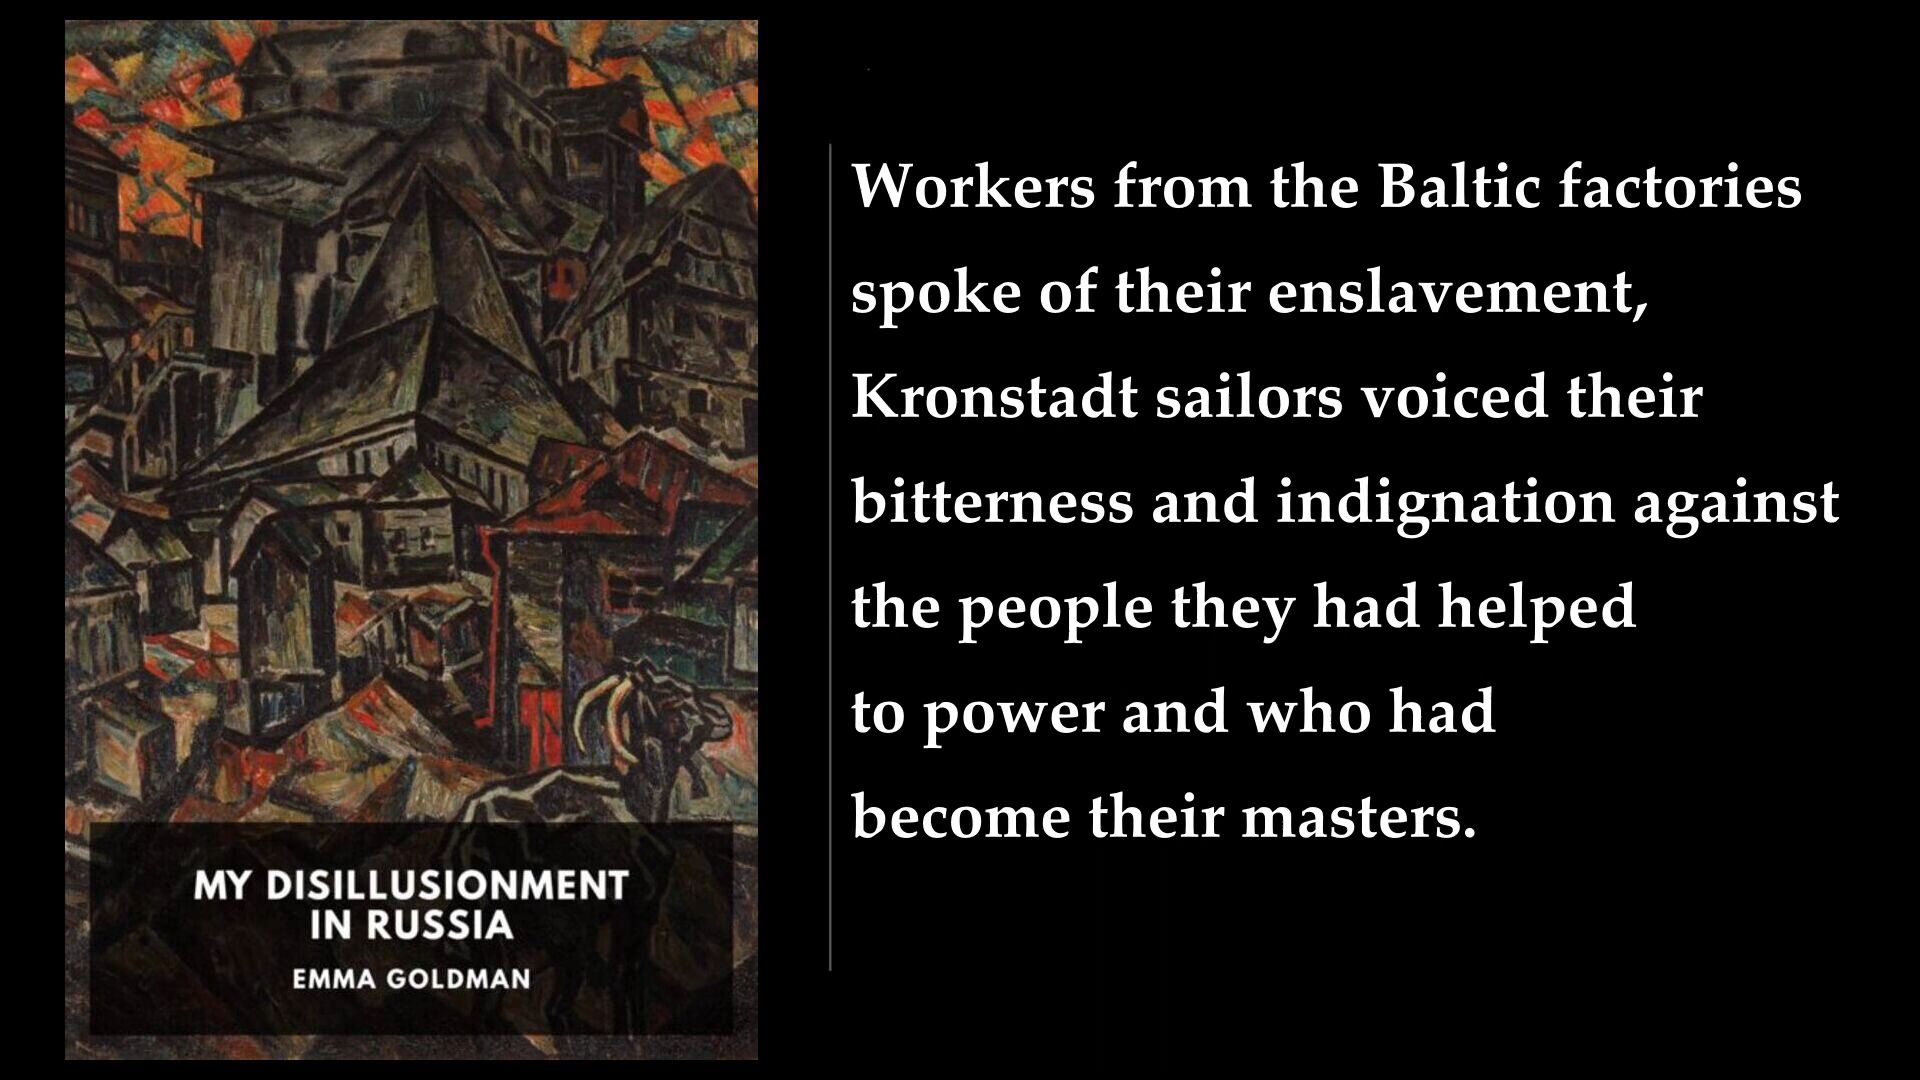 MY DISILLUSIONMENT
IN RUSSIA
EMMA GOLDMAN
Workers from the Baltic factories
spoke of their enslavement,
Kronstadt sailors voiced their
bitterness and indignation against
the people they had helped
to power and who had
become their masters.